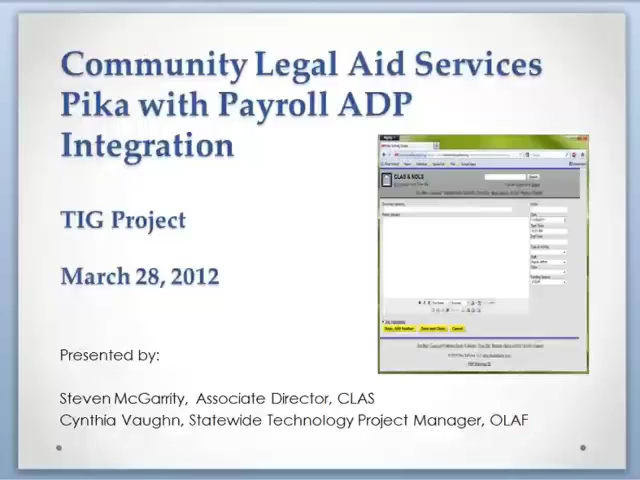 Community Legal Aid Services
Pika with Payroll ADP
Integration
TIG Project
March 28, 2012
CLAS & NOLS
Presented by:
Steven McGarrity, Associate Director, CLAS
Cynthia Vaughn, Statewide Technology Project Manager, OLAF